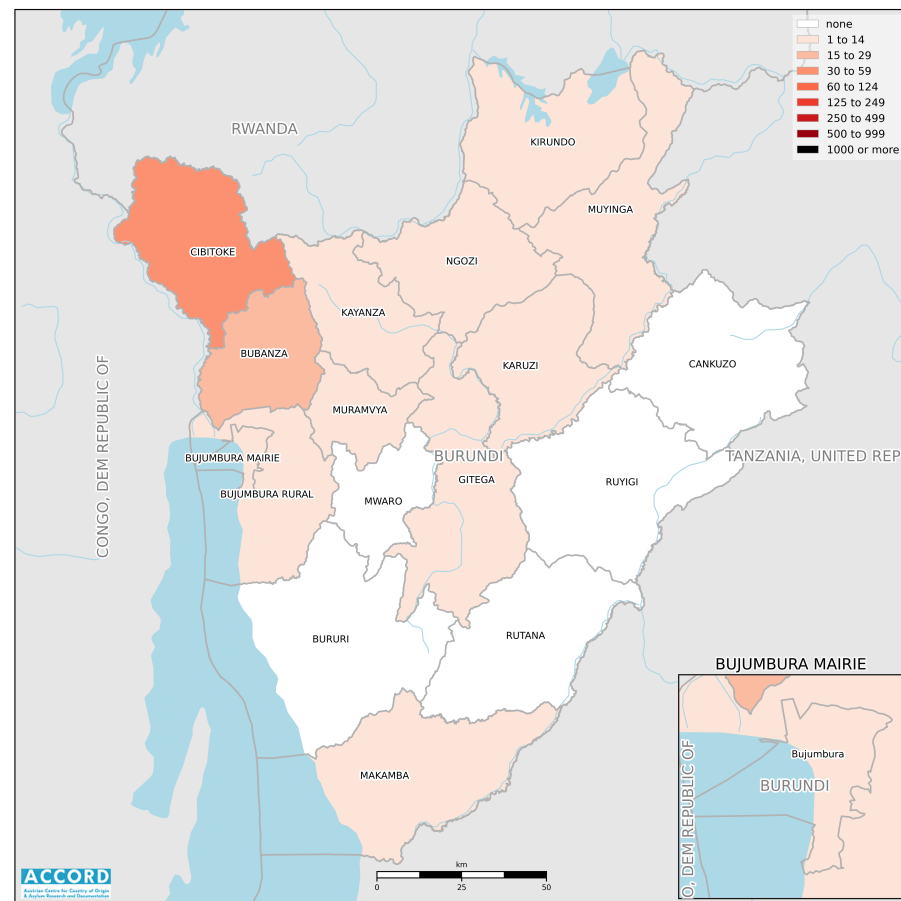 none
1 to 14
15 to 29
30 to 59
60 to 124
125 to 249
250 to 499
500 to 999
1000 or more
RWANDA
KIRUNDO
MUYINGA
CIBITOKE
NGOZI
KAYANZA
BUBANZA
KARUZI
CANKUZO
MURAMVYA
CONGO, DEM REPUBLIC OF
BUJUMBURA MAIRIE
BURUNDI
TANZANIA, UNITED REP
GITEGA
RUYIGI
BUJUMBURA RURAL
MWARO
BURURI
RUTANA
MAKAMBA
BUJUMBURA MAIRIE
Bujumbura
BURUNDI
O, DEM REPUBLIC OF
km
0 25 50
ACCORD
Austrian Centre for Country of Origin
& Asylum Research and Documentation